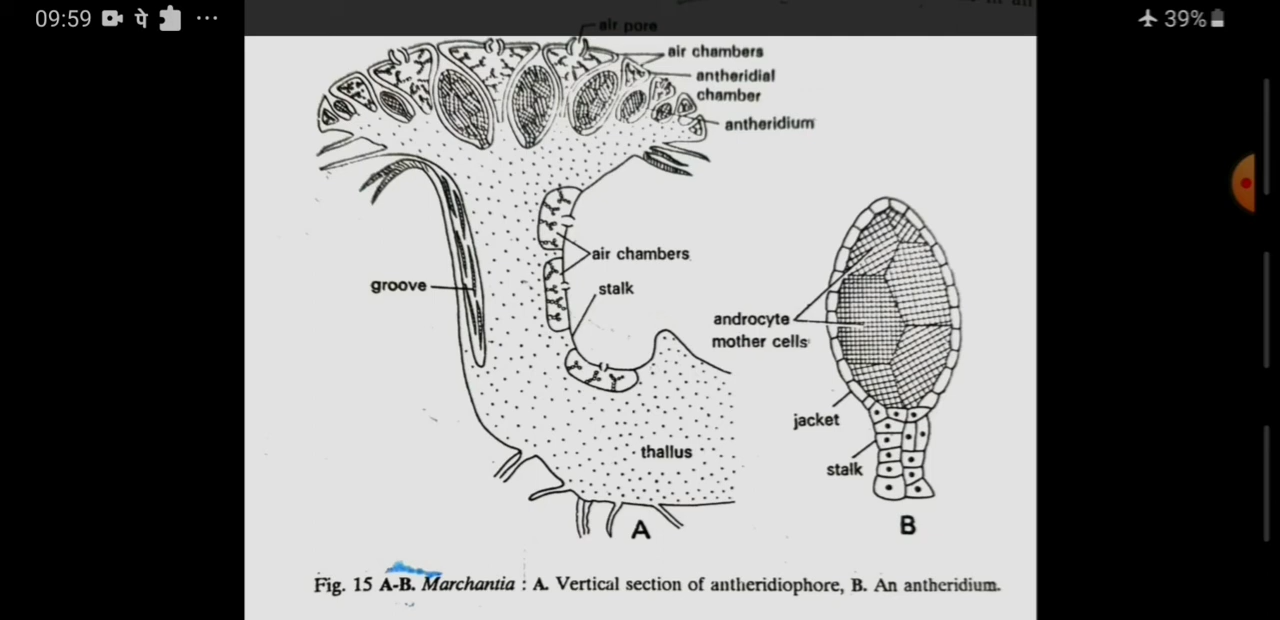 09:59 पे ...
39%
air pore
air chambers
antheridial
chamber
antheridium
air chambers
groove
stalk
androcyte
mother cells
jacket
thallus
stalk
A
B
Fig. 15 A-B. Marchantia : A. Vertical section of antheridiophore, B. An antheridium.